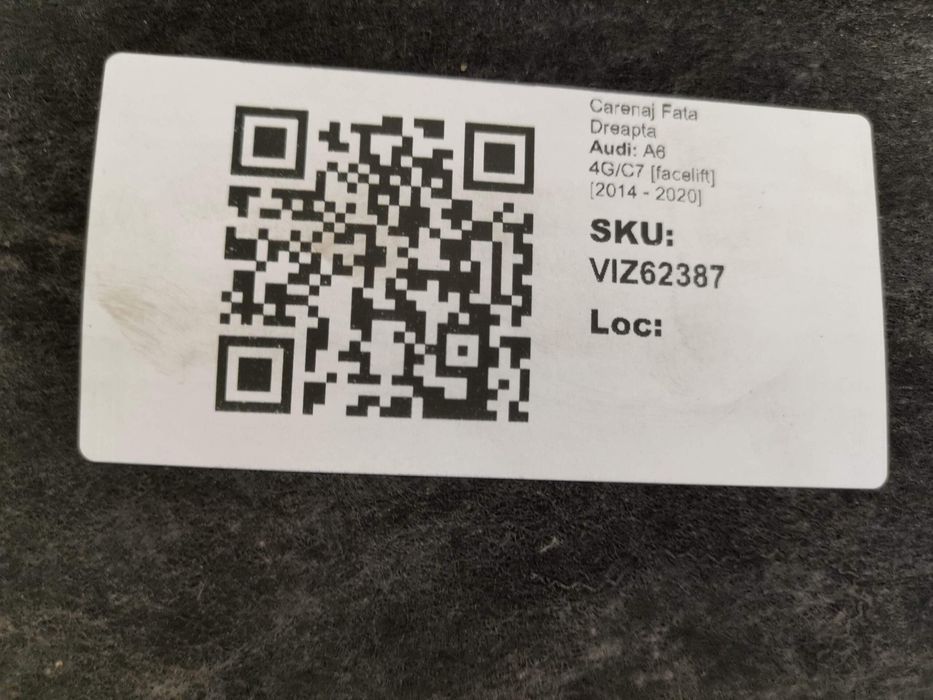 Carenaj Fata
Dreapta
Audi: A6
4G/C7 [facelift]
[2014 - 2020]
SKU:
VIZ62387
Loc: